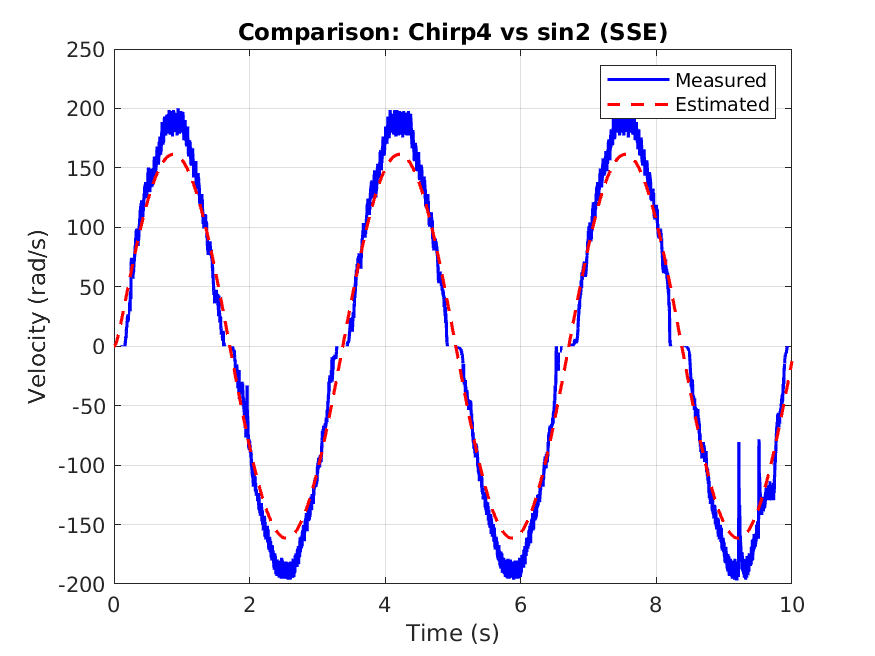 Comparison: Chirp4 vs sin2 (SSE)
250
200
150
100
50
0
-50
-100
-150
-200
Velocity (rad/s)
Measured
Estimated
0 2 4 6 8 10
Time (s)